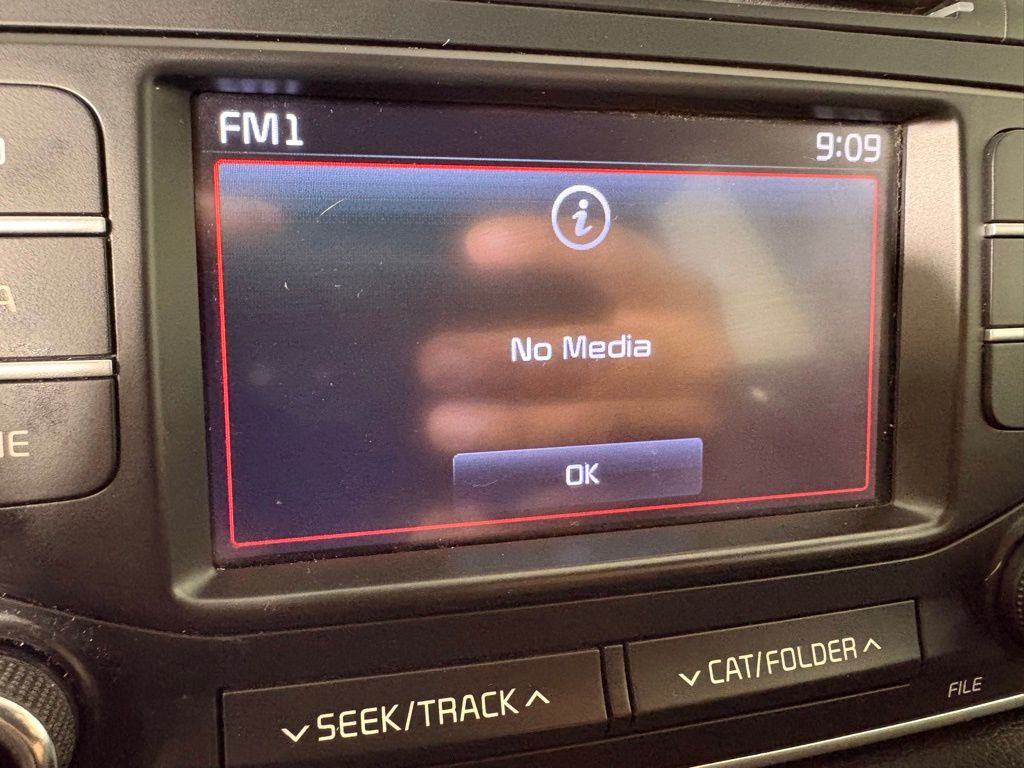 FM1
9:09
i
No Media
OK
SEEK/TRACK
CAT/FOLDER
FILE